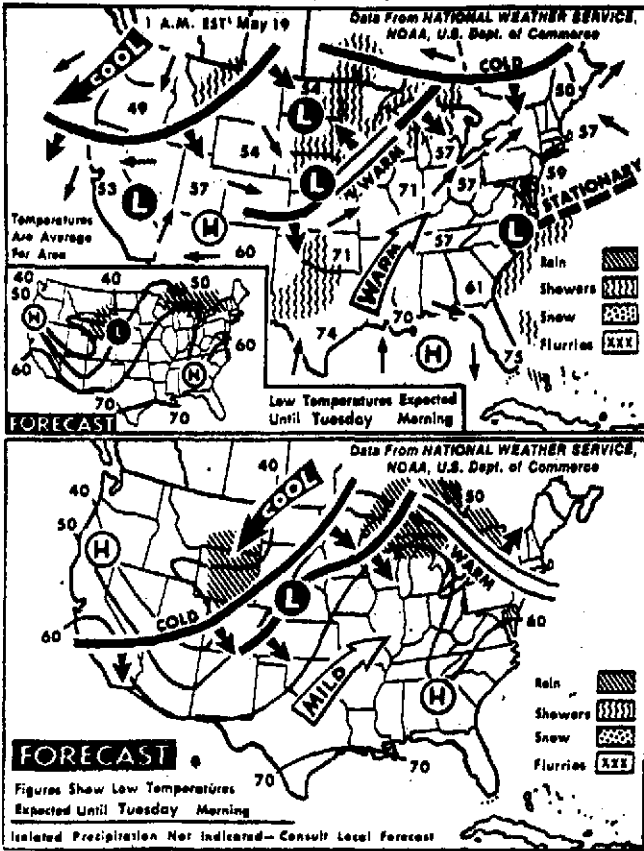 1 A.M. EST May 19
Data From NATIONAL WEATHER SERVICE,
NOAA, U.S. Dept. of Commerce
COOL
COLD
49
54
50
57
54
57
59
53
57
71
57
WARM
STATIONARY
L
L
L
L
H
Temperatures
Are Average
For Area
60
71
WARM
57
61
Rain
Showers
Snow
Flurries
XXX
74
70
H
75
40
40
50
50
H
L
H
60
60
70
70
FORECAST
Low Temperatures Expected
Until Tuesday Morning
Data From NATIONAL WEATHER SERVICE,
NOAA, U.S. Dept. of Commerce
40
COOL
40
50
50
H
WARM
L
COLD
60
60
MILD
H
Rain
Showers
Snow
Flurries
XXX
70
70
FORECAST
Figures Show Low Temperatures
Expected Until Tuesday Morning
Isolated Precipitation Not Indicated—Consult Local Forecast